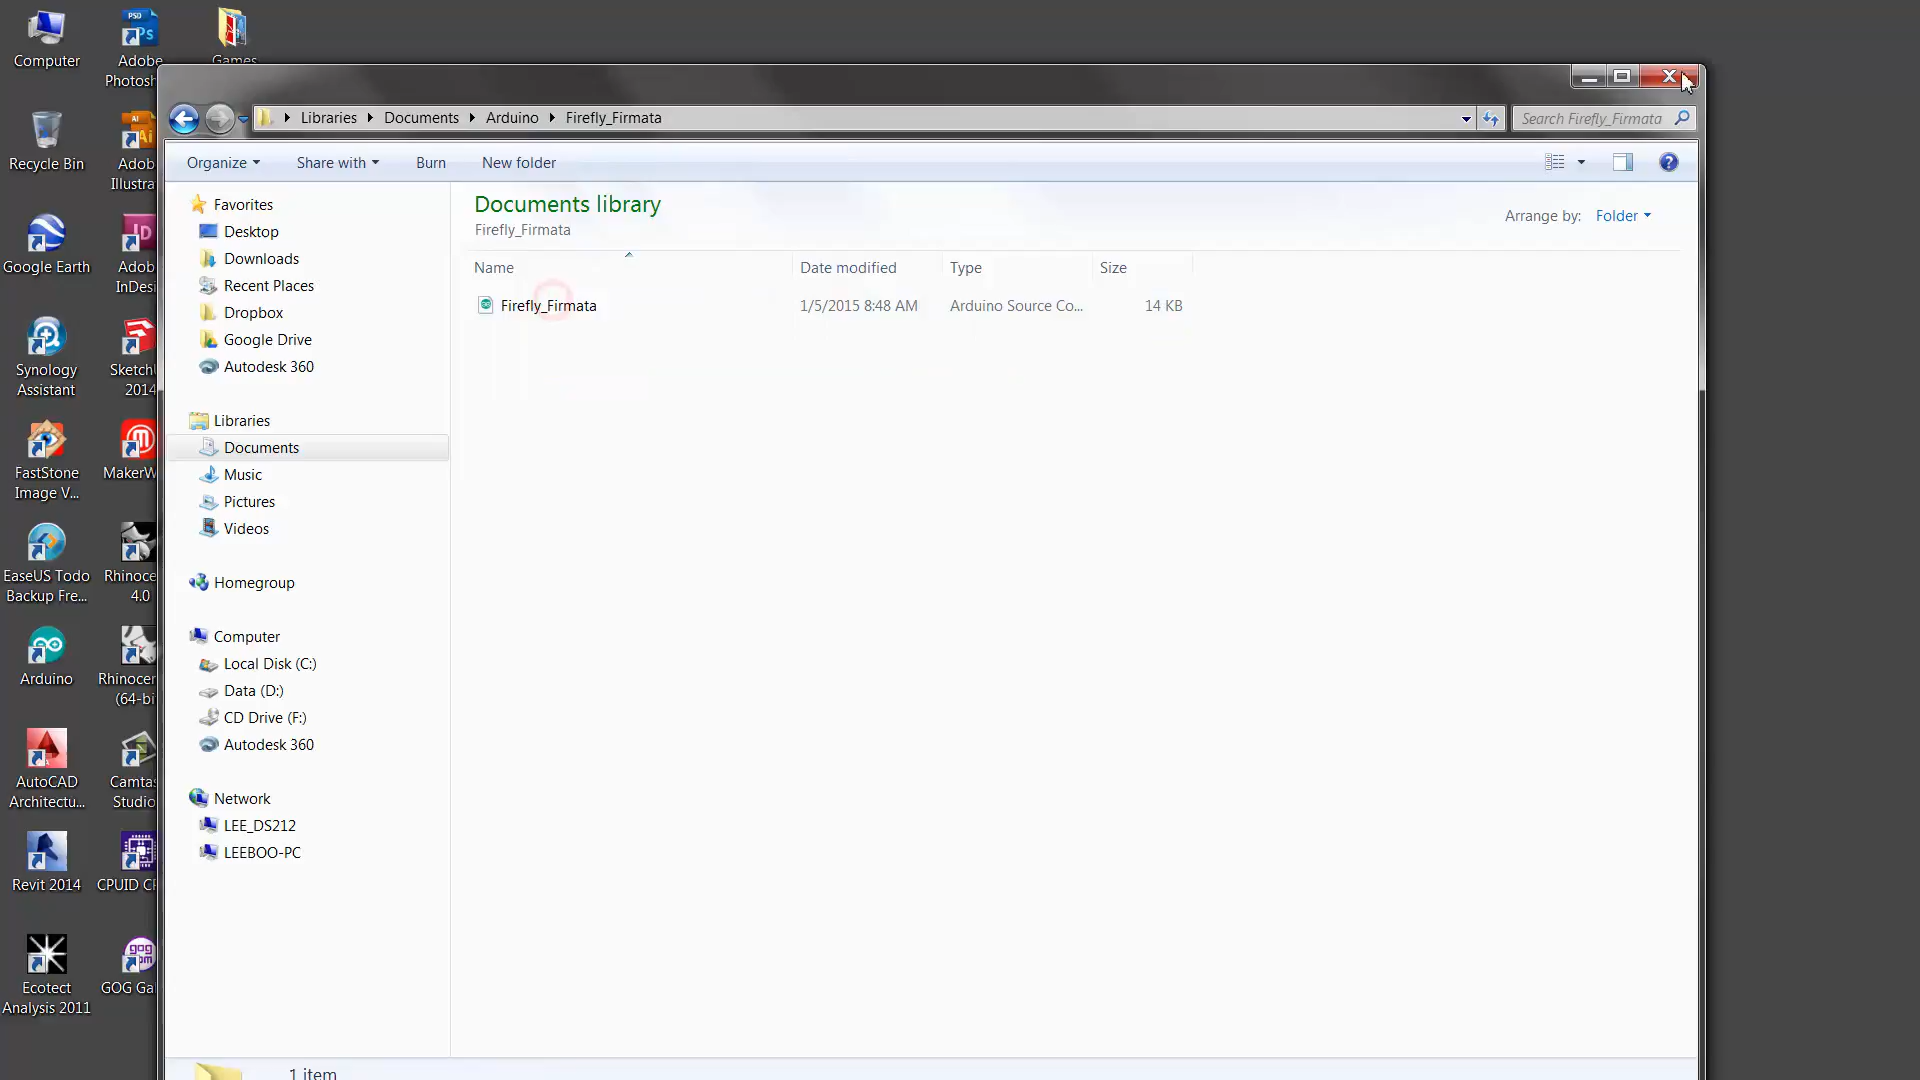 Computer
Adobe
Photosh
Games
Recycle Bin
Adob
Illustra
Google Earth
Adob
InDesi
Synology
Assistant
Sketch
2014
FastStone
Image V...
MakerW
EaseUS Todo
Backup Fre...
Rhinoce
4.0
Arduino
Rhinocer
(64-bi
AutoCAD
Architectu...
Camtas
Studio
Revit 2014
CPUID CP
Ecotect
Analysis 2011
GOG Ga
Libraries
Documents
Arduino
Firefly_Firmata
Search Firefly_Firmata
Organize
Share with
Burn
New folder
Favorites
Desktop
Downloads
Recent Places
Dropbox
Google Drive
Autodesk 360
Libraries
Documents
Music
Pictures
Videos
Homegroup
Computer
Local Disk (C:)
Data (D:)
CD Drive (F:)
Autodesk 360
Network
LEE_DS212
LEEBOO-PC
Documents library
Firefly_Firmata
Arrange by: Folder
Name Date modified Type Size
Firefly_Firmata 1/5/2015 8:48 AM Arduino Source Co... 14 KB
1 item